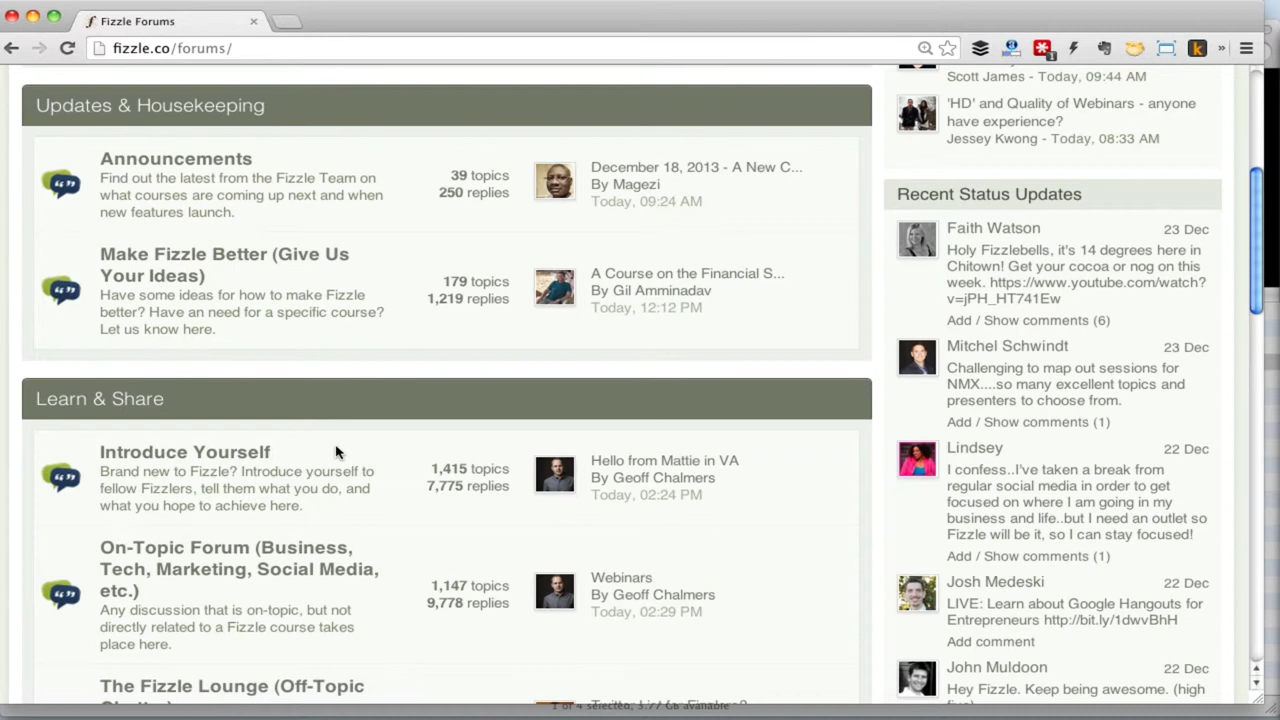 Fizzle Forums
fizzle.co/forums/
1
Updates & Housekeeping
Announcements
Find out the latest from the Fizzle Team on
what courses are coming up next and when
new features launch.
39 topics
250 replies
December 18, 2013 - A New C...
By Magezi
Today, 09:24 AM
Make Fizzle Better (Give Us
Your Ideas)
Have some ideas for how to make Fizzle
better? Have an need for a specific course?
Let us know here.
179 topics
1,219 replies
A Course on the Financial S...
By Gil Amminadav
Today, 12:12 PM
Learn & Share
Introduce Yourself
Brand new to Fizzle? Introduce yourself to
fellow Fizzlers, tell them what you do, and
what you hope to achieve here.
1,415 topics
7,775 replies
Hello from Mattie in VA
By Geoff Chalmers
Today, 02:24 PM
On-Topic Forum (Business,
Tech, Marketing, Social Media,
etc.)
Any discussion that is on-topic, but not
directly related to a Fizzle course takes
place here.
1,147 topics
9,778 replies
Webinars
By Geoff Chalmers
Today, 02:29 PM
The Fizzle Lounge (Off-Topic
Scott James - Today, 09:44 AM
'HD' and Quality of Webinars - anyone
have experience?
Jessey Kwong - Today, 08:33 AM
Recent Status Updates
Faith Watson
23 Dec
Holy Fizzlebells, it's 14 degrees here in
Chitown! Get your cocoa or nog on this
week. https://www.youtube.com/watch?
v=jPH_HT741Ew
Add / Show comments (6)
Mitchel Schwindt
23 Dec
Challenging to map out sessions for
NMX....so many excellent topics and
presenters to choose from.
Add / Show comments (1)
Lindsey
22 Dec
I confess..I've taken a break from
regular social media in order to get
focused on where I am going in my
business and life..but I need an outlet so
Fizzle will be it, so I can stay focused!
Add / Show comments (1)
Josh Medeski
22 Dec
LIVE: Learn about Google Hangouts for
Entrepreneurs http://bit.ly/1dwvBhH
Add comment
John Muldoon
22 Dec
Hey Fizzle. Keep being awesome. (high